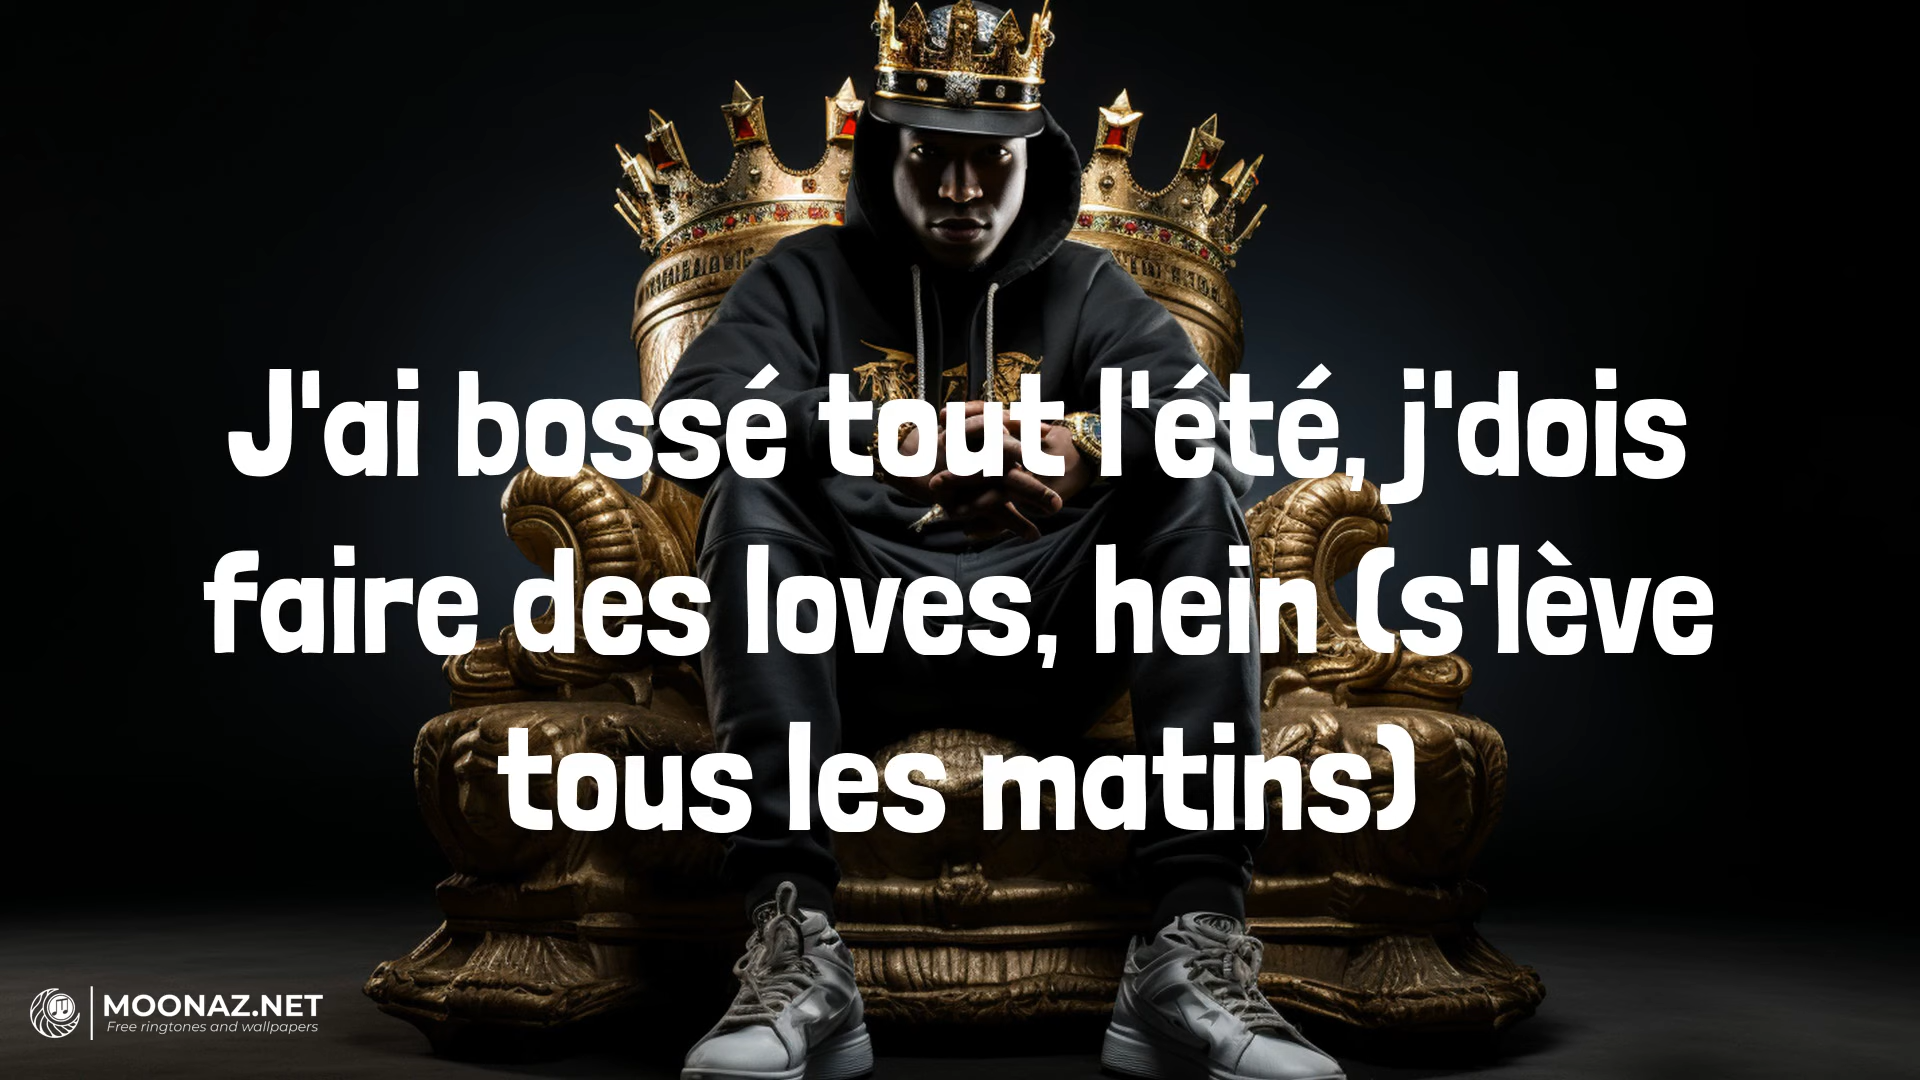 J'ai bossé tout l'été, j'dois
faire des loves, hein (s'lève
tous les matins)
MOONAZ.NET
Free ringtones and wallpapers